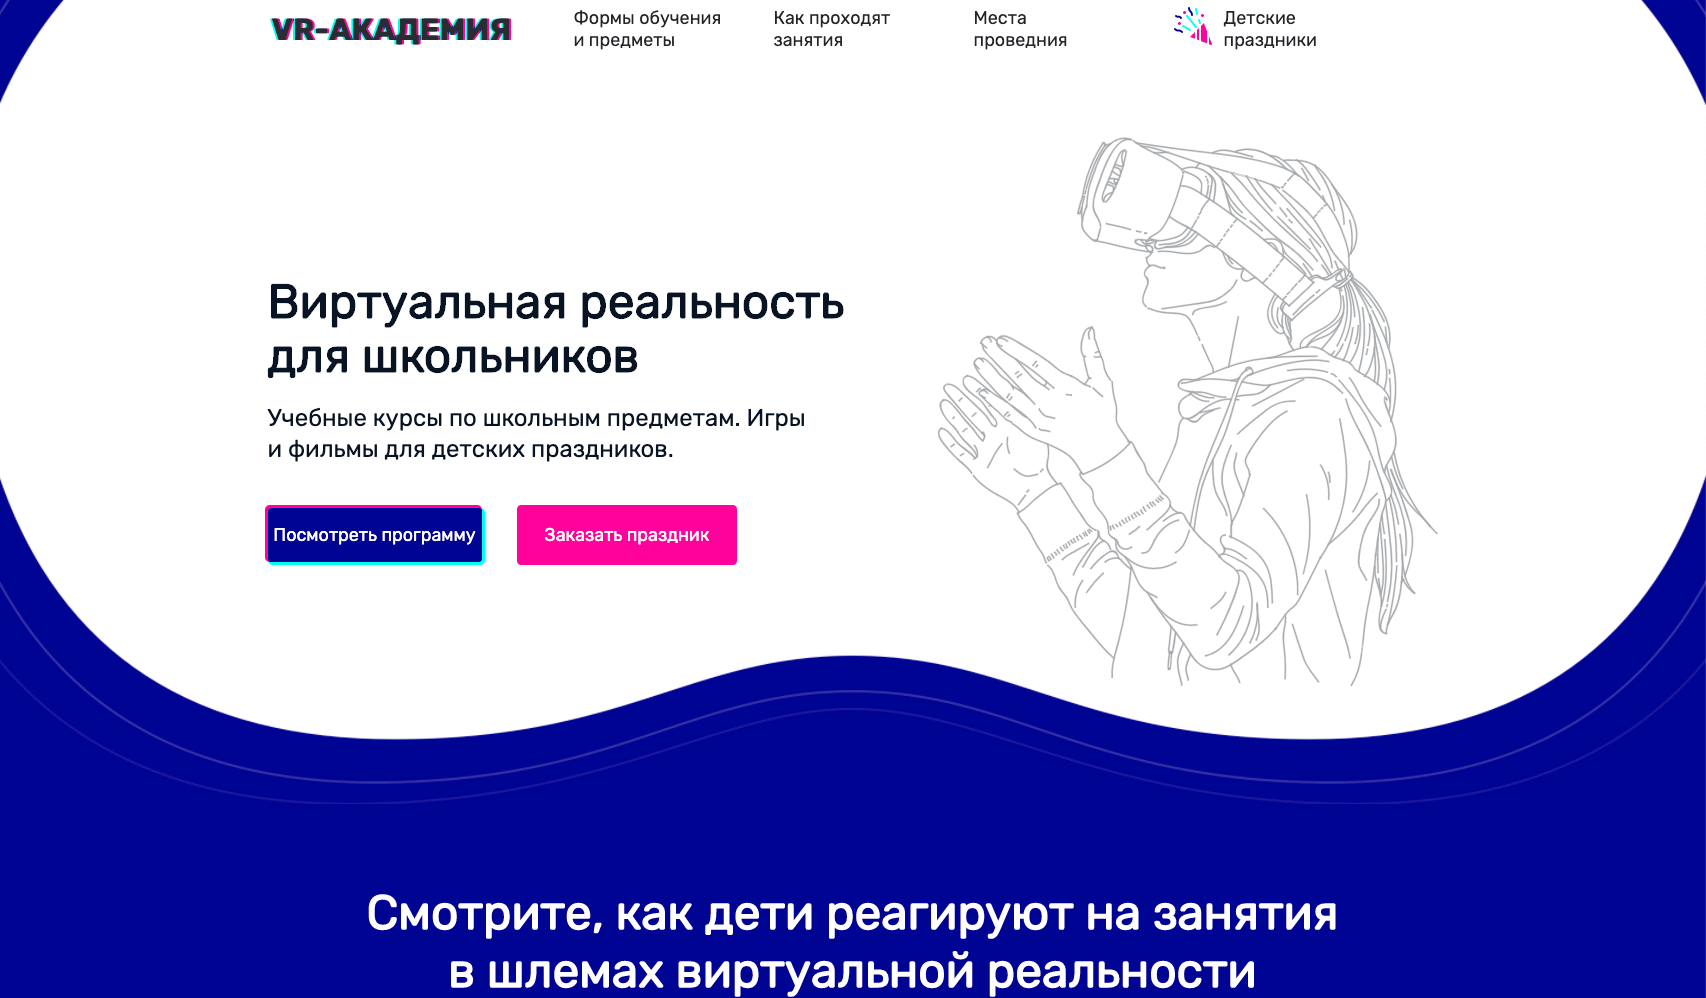 VR-АКАДЕМИЯ
Формы обучения
и предметы
Как проходят
занятия
Места
проведния
Детские
праздники
Виртуальная реальность
для школьников
Учебные курсы по школьным предметам. Игры
и фильмы для детских праздников.
Посмотреть программу
Заказать праздник
Смотрите, как дети реагируют на занятия
в шлемах виртуальной реальности